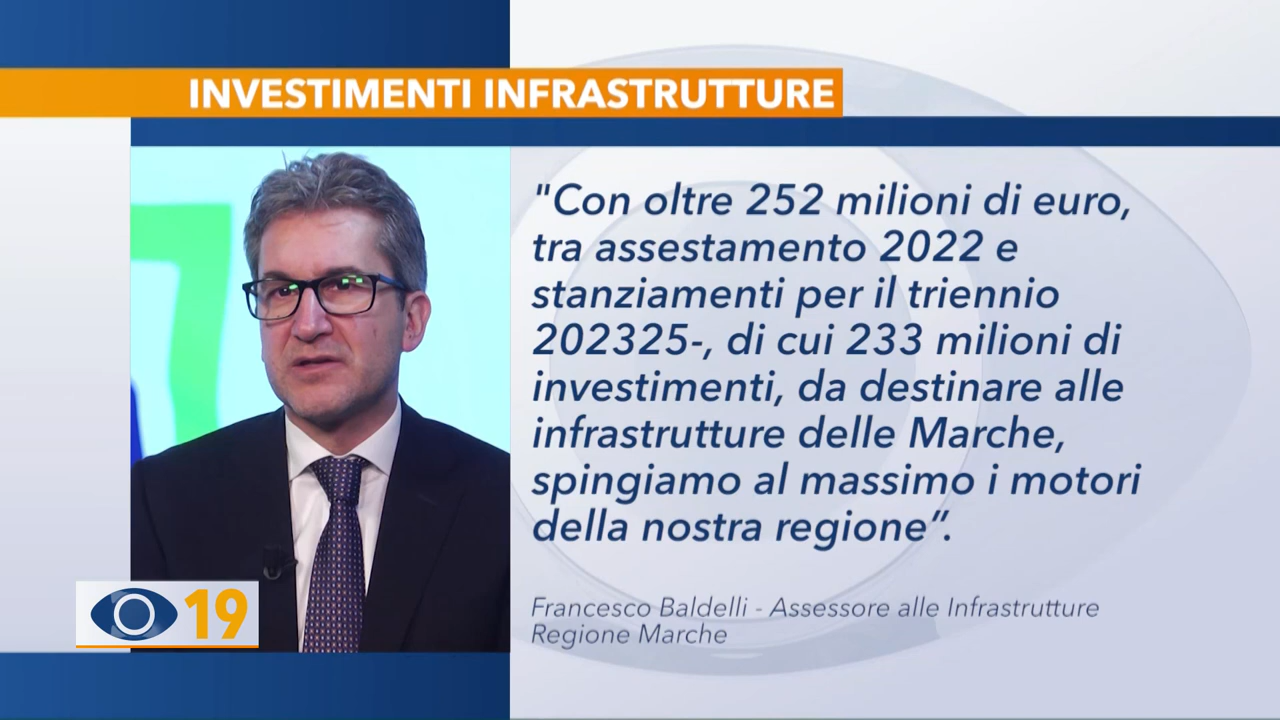 INVESTIMENTI INFRASTRUTTURE
"Con oltre 252 milioni di euro,
tra assestamento 2022 e
stanziamenti per il triennio
202325-, di cui 233 milioni di
investimenti, da destinare alle
infrastrutture delle Marche,
spingiamo al massimo i motori
della nostra regione”.
Francesco Baldelli - Assessore alle Infrastrutture
Regione Marche
19